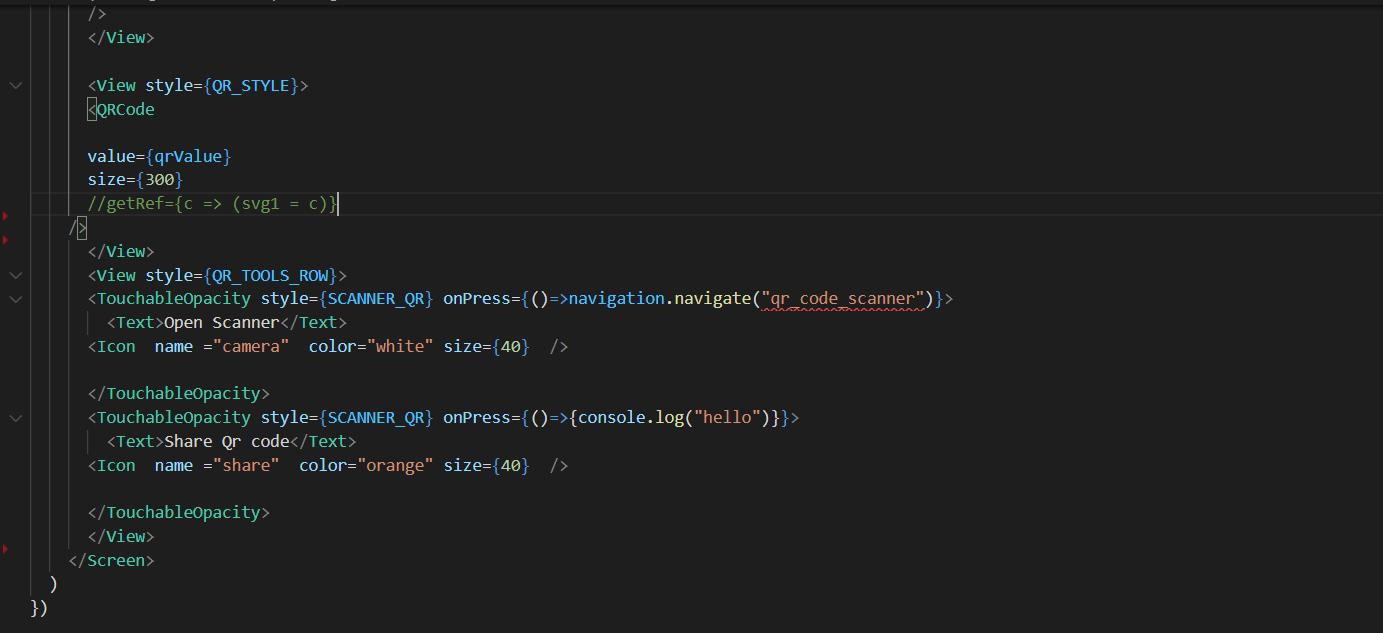 />
</View>
<View style={QR_STYLE}>
<QRCode
value={qrValue}
size={300}
//getRef={c => (svg1 = c)}
/>
</View>
<View style={QR_TOOLS_ROW}>
<TouchableOpacity style={SCANNER_QR} onPress={()=>navigation.navigate("qr_code_scanner")}>
<Text>Open Scanner</Text>
<Icon  name ="camera"  color="white" size={40}  />
</TouchableOpacity>
<TouchableOpacity style={SCANNER_QR} onPress={()=>{console.log("hello")}}>
<Text>Share Qr code</Text>
<Icon  name ="share"  color="orange" size={40}  />
</TouchableOpacity>
</View>
</Screen>
)
})